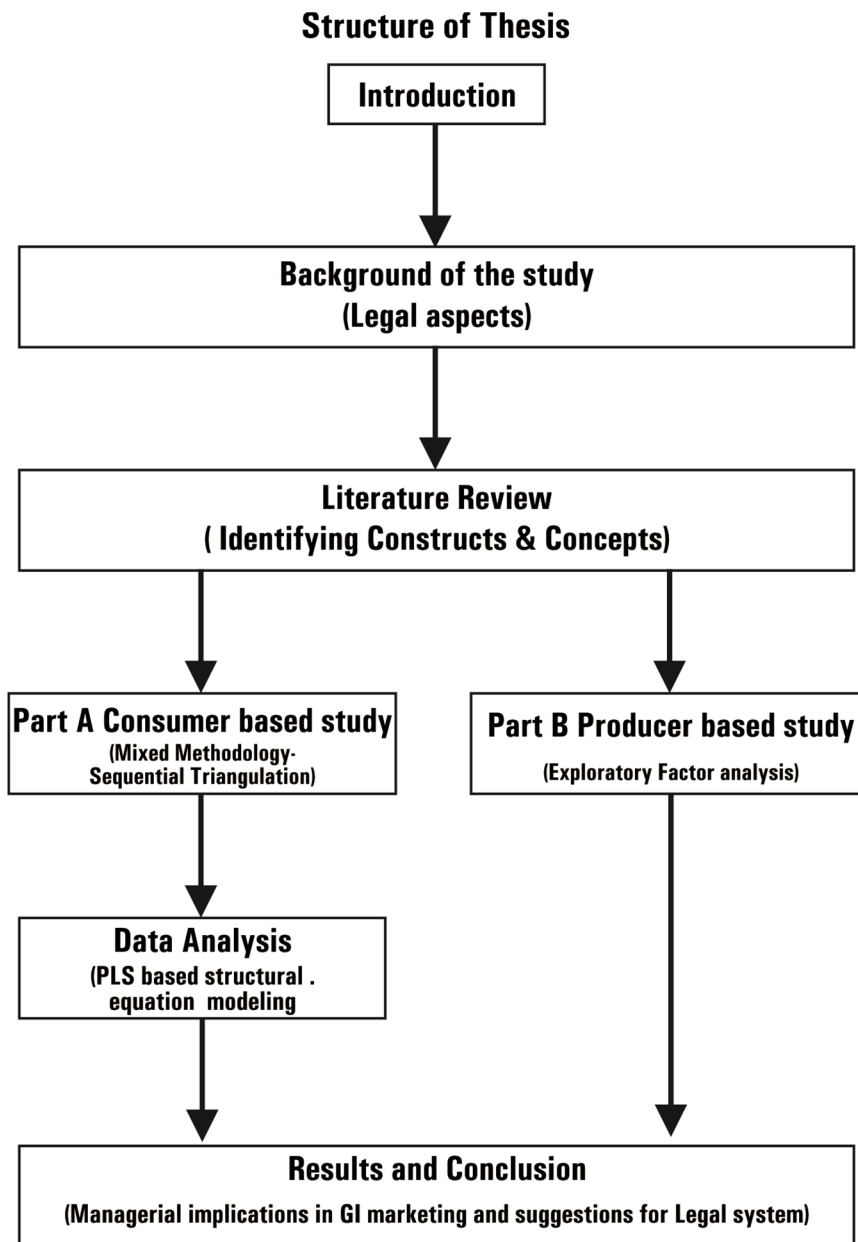 Structure of Thesis
Introduction
Background of the study
(Legal aspects)
Literature Review
( Identifying Constructs & Concepts)
Part A Consumer based study
(Mixed Methodology-
Sequential Triangulation)
Part B Producer based study
(Exploratory Factor analysis)
Data Analysis
(PLS based structural .
equation modeling
Results and Conclusion
(Managerial implications in GI marketing and suggestions for Legal system)